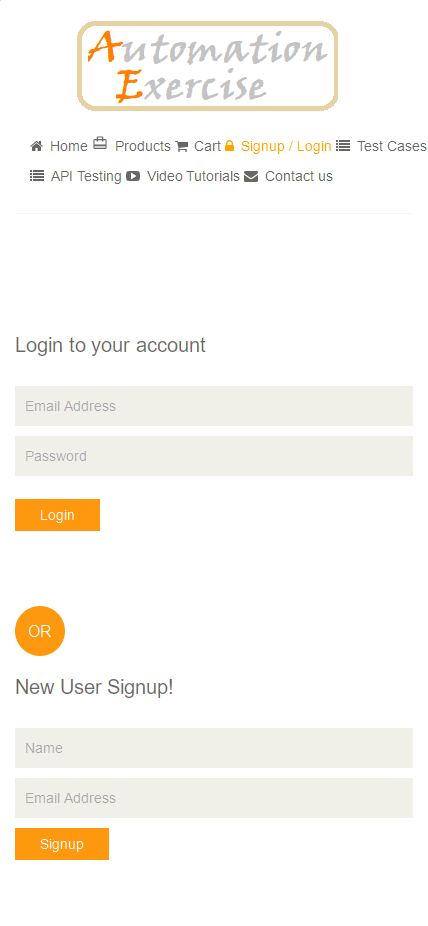 Automation
Exercise
Home Products Cart Signup / Login Test Cases
API Testing Video Tutorials Contact us
Login to your account
Email Address
Password
Login
OR
New User Signup!
Name
Email Address
Signup